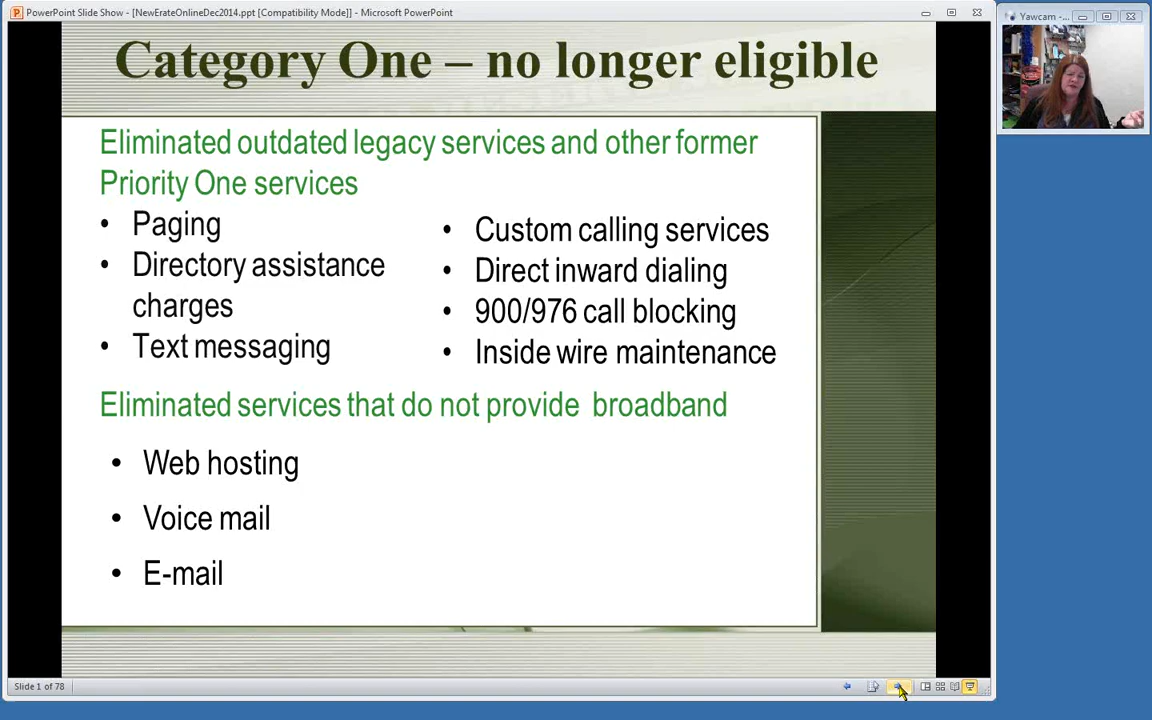 PowerPoint Slide Show - [NewErateOnlineDec2014.ppt [Compatibility Mode]] - Microsoft PowerPoint
Yawcam -...
Category One – no longer eligible
Eliminated outdated legacy services and other former
Priority One services
• Paging
• Directory assistance
charges
• Text messaging
• Custom calling services
• Direct inward dialing
• 900/976 call blocking
• Inside wire maintenance
Eliminated services that do not provide broadband
• Web hosting
• Voice mail
• E-mail
Slide 1 of 78